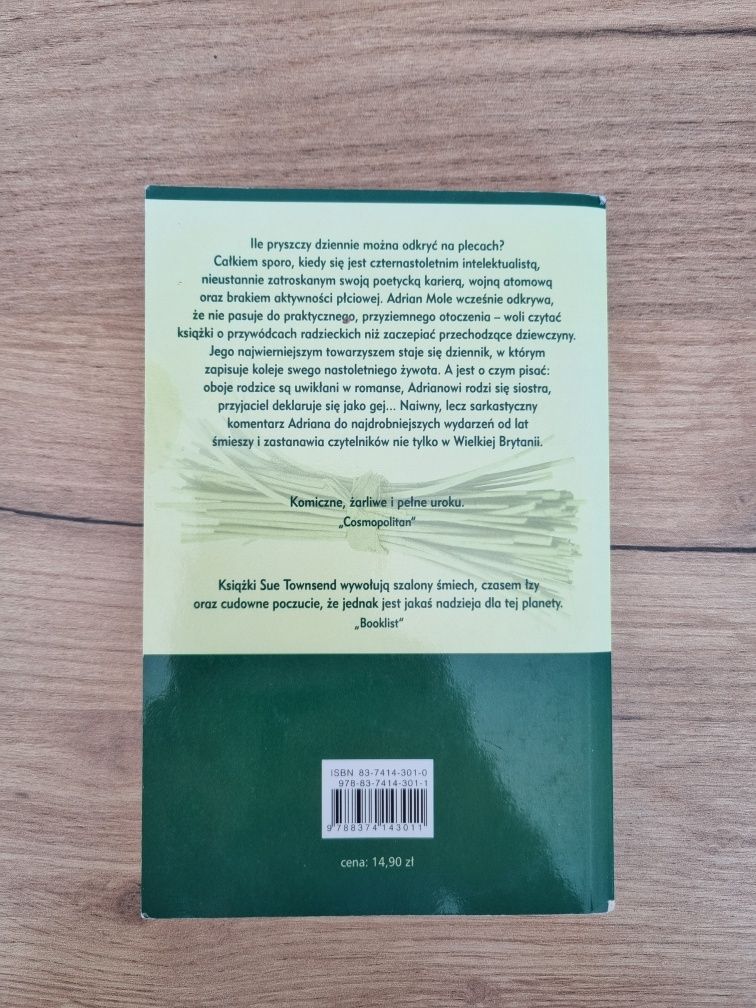 Ile pryszczy dziennie można odkryć na plecach?
Całkiem sporo, kiedy się jest czternastoletnim intelektualistą,
nieustannie zatroskanym swoją poetycką karierą, wojną atomową
oraz brakiem aktywności płciowej. Adrian Mole wcześnie odkrywa,
że nie pasuje do praktycznego, przyziemnego otoczenia – woli czytać
książki o przywódcach radzieckich niż zaczepiać przechodzące dziewczyny.
Jego najwierniejszym towarzyszem staje się dziennik, w którym
zapisuje koleje swego nastoletniego żywota. A jest o czym pisać:
oboje rodzice są uwikłani w romanse, Adrianowi rodzi się siostra,
przyjaciel deklaruje się jako gej... Naiwny, lecz sarkastyczny
komentarz Adriana do najdrobniejszych wydarzeń od lat
śmieszy i zastanawia czytelników nie tylko w Wielkiej Brytanii.
Komiczne, żarliwe i pełne uroku.
„Cosmopolitan"
Książki Sue Townsend wywołują szalony śmiech, czasem łzy
oraz cudowne poczucie, że jednak jest jakaś nadzieja dla tej planety.
„Booklist"
ISBN 83-7414-301-0
978-83-7414-301-1
9 788374 143011
cena: 14,90 zł